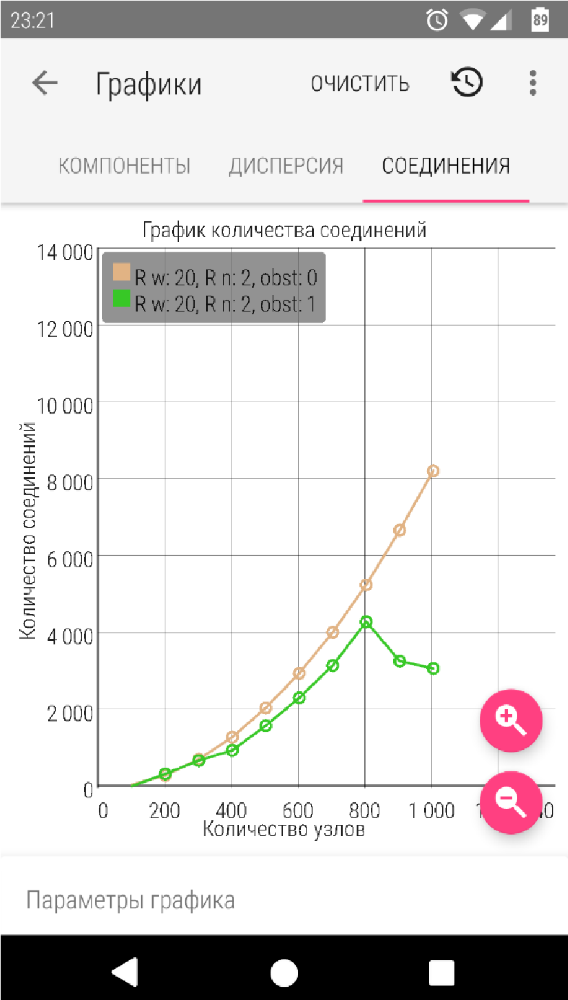 23:21
89
Графики
ОЧИСТИТЬ
КОМПОНЕНТЫ
ДИСПЕРСИЯ
СОЕДИНЕНИЯ
График количества соединений
R w: 20, R n: 2, obst: 0
R w: 20, R n: 2, obst: 1
14 000
12 000
10 000
8 000
6 000
4 000
2 000
0
Количество соединений
0 200 400 600 800 1 000
Количество узлов
Параметры графика